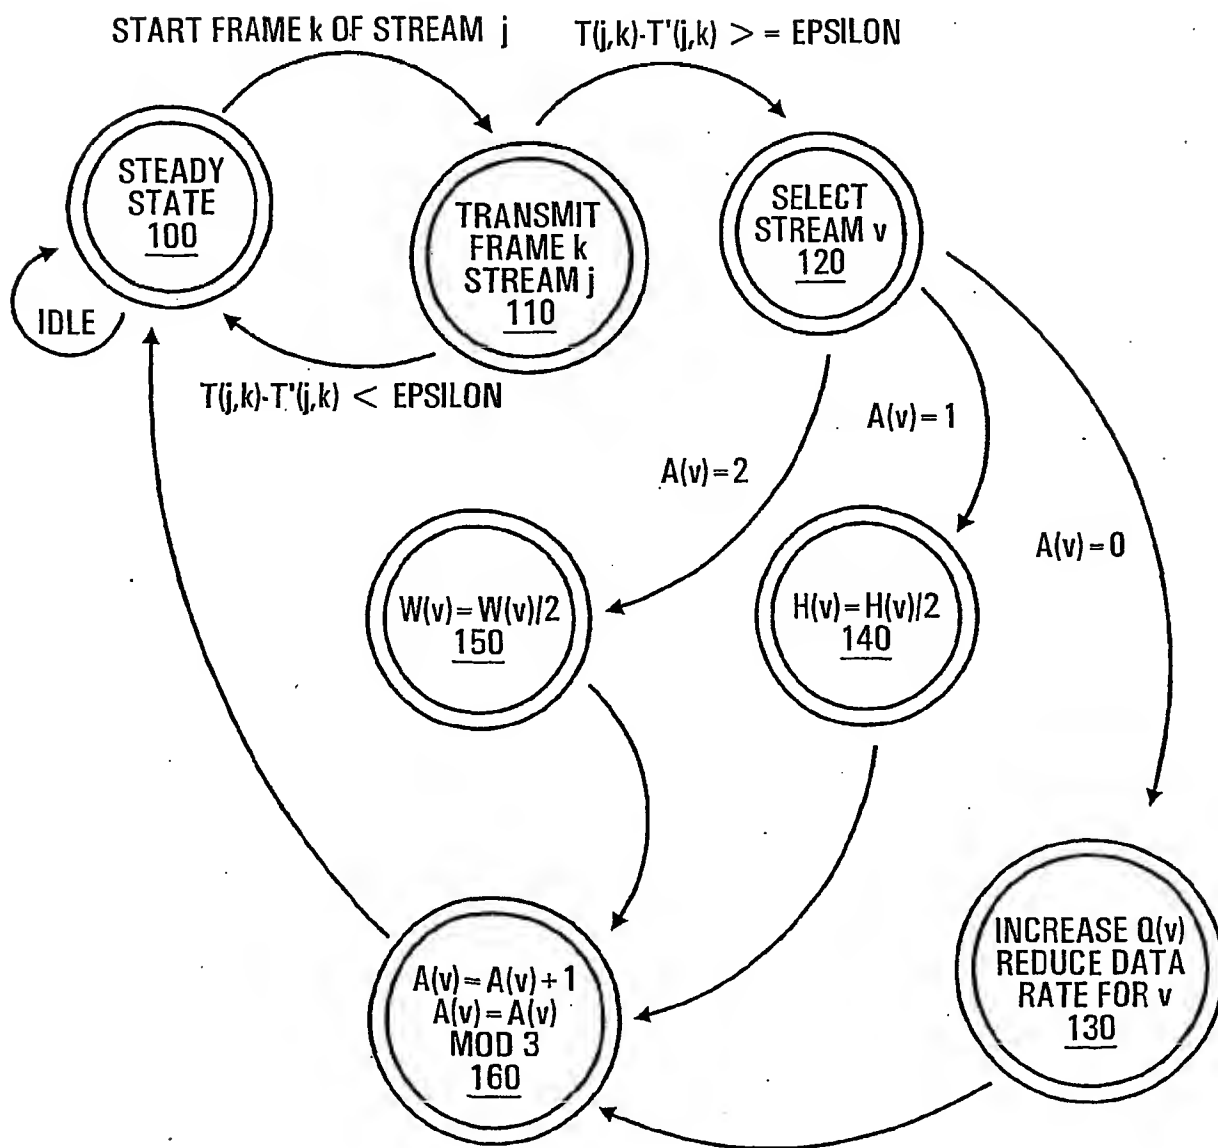 START FRAME k OF STREAM j
T(j,k)-T'(j,k) > = EPSILON
STEADY
STATE
100
TRANSMIT
FRAME k
STREAM j
110
SELECT
STREAM v
120
IDLE
T(j,k)-T'(j,k) < EPSILON
A(v)=1
A(v)=2
A(v)=0
W(v)=W(v)/2
150
H(v)=H(v)/2
140
INCREASE Q(v)
REDUCE DATA
RATE FOR v
130
A(v)=A(v)+1
A(v)=A(v)
MOD 3
160